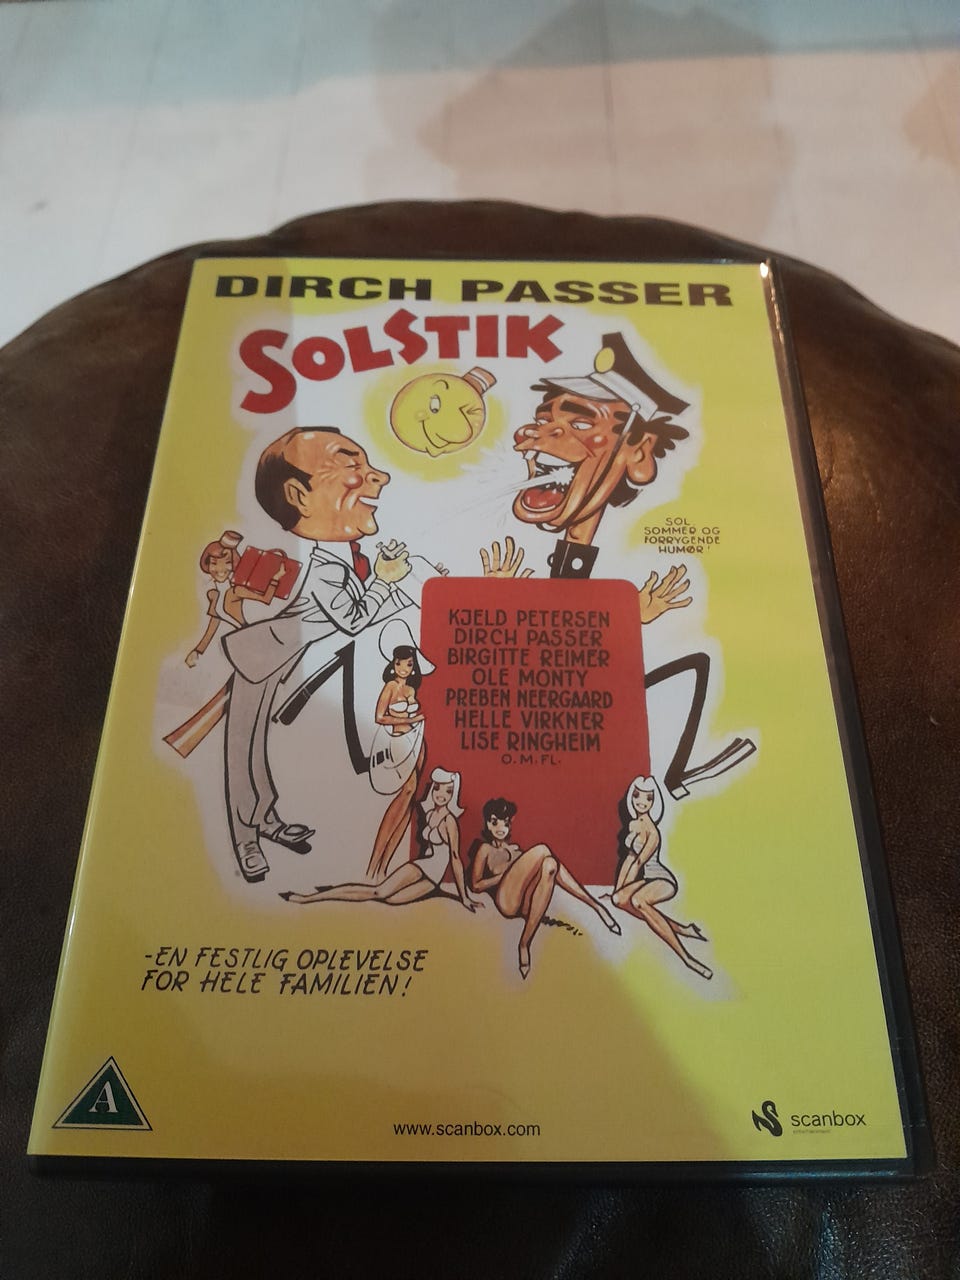 DIRCH PASSER
SOLSTIK
SOL,
SOMMER OG
FORRYGENDE
HUMØR!
KJELD PETERSEN
DIRCH PASSER
BIRGITTE REIMER
OLE MONTY
PREBEN NEERGAARD
HELLE VIRKNER
LISE RINGHEIM
O.M.FL.
-EN FESTLIG OPLEVELSE
FOR HELE FAMILIEN!
A
www.scanbox.com
scanbox
entertainment